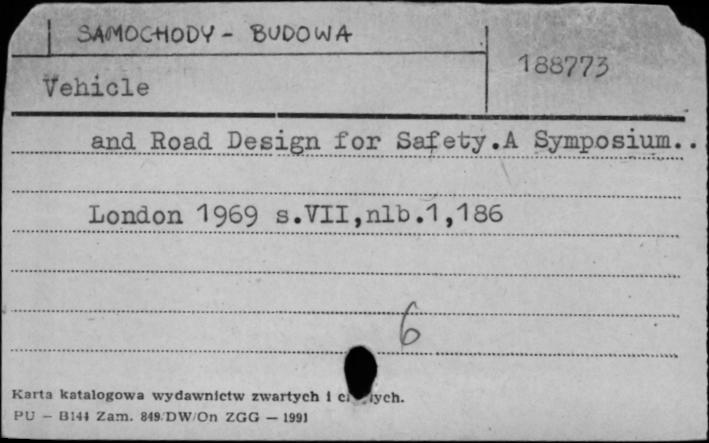 SAMOCHODY - BUDOWA
188773
Vehicle
and Road Design for Safety.A Symposium..
London 1969 s.VII,nlb.1,186
6
Karta katalogowa wydawnictw zwartych i
PU — B144 Zam. 849/DW/On ZGG — 1991